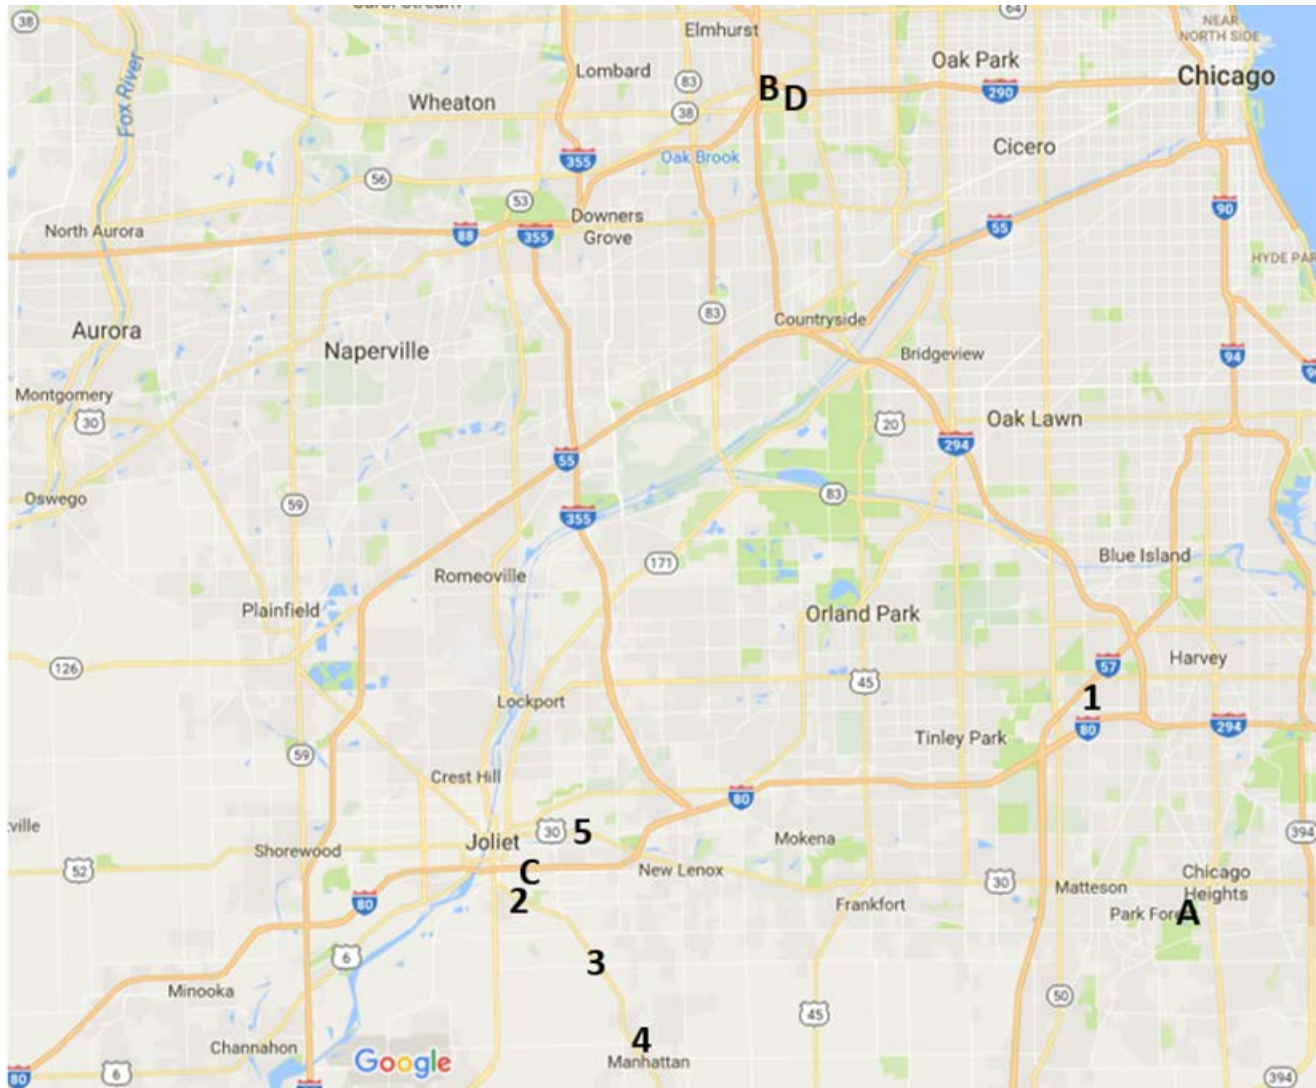 38
64
NEAR
NORTH SIDE
Elmhurst
Oak Park
Lombard
83
Chicago
B
D
290
Wheaton
Fox River
38
Cicero
355
Oak Brook
56
53
90
Downers
Grove
55
North Aurora
88
355
83
Countryside
Aurora
Naperville
Bridgeview
94
Montgomery
30
20
Oak Lawn
294
55
Oswego
59
83
355
171
Blue Island
Romeoville
Plainfield
Orland Park
126
57
Harvey
45
Lockport
1
80
294
Tinley Park
59
Crest Hill
80
5
30
Joliet
Mokena
394
Shorewood
52
C
New Lenox
Chicago
Heights
30
Matteson
80
2
Frankfort
A
6
3
Minooka
50
45
4
Channahon
Google
Manhattan
80
6
394